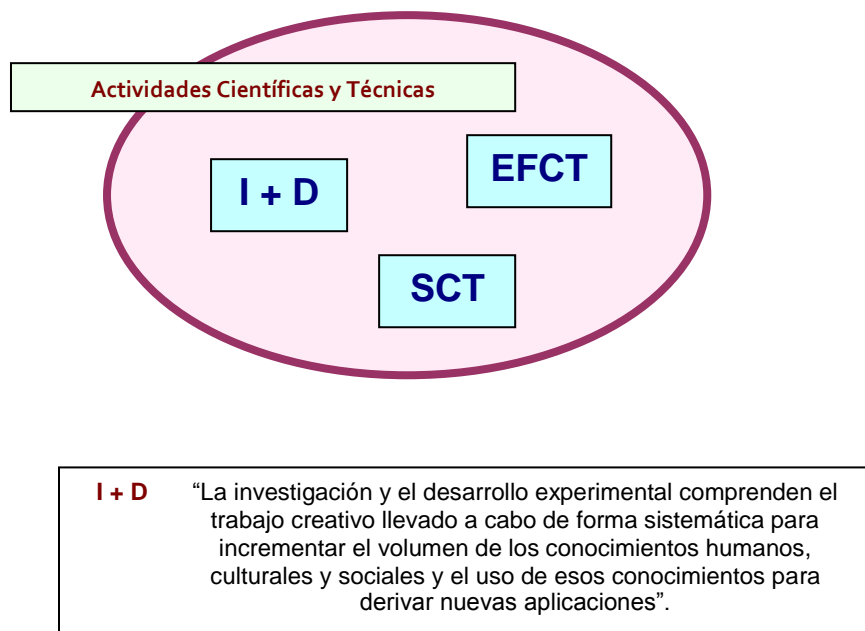 Actividades Científicas y Técnicas
EFCT
I + D
SCT
I + D “La investigación y el desarrollo experimental comprenden el
trabajo creativo llevado a cabo de forma sistemática para
incrementar el volumen de los conocimientos humanos,
culturales y sociales y el uso de esos conocimientos para
derivar nuevas aplicaciones”.